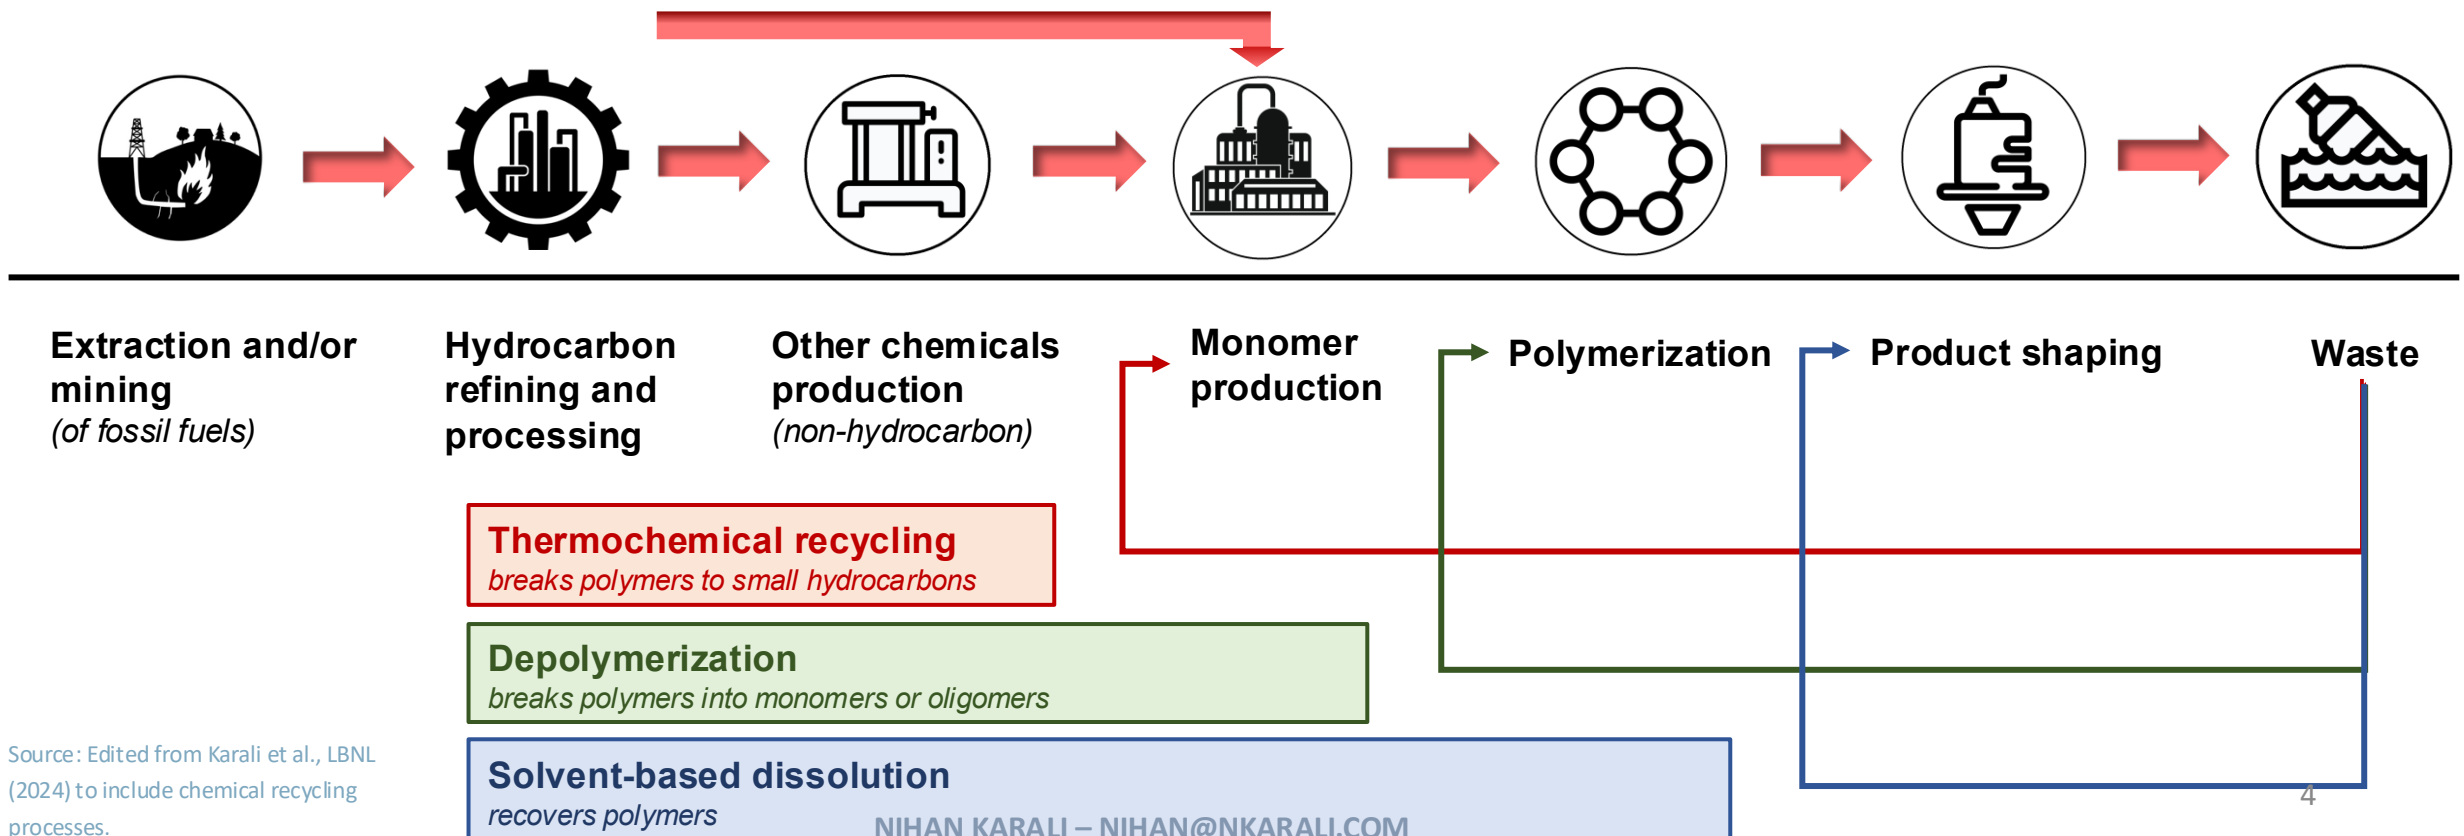 Extraction and/or
mining
(of fossil fuels)
Hydrocarbon
refining and
processing
Other chemicals
production
(non-hydrocarbon)
Monomer
production
Polymerization
Product shaping
Waste
Thermochemical recycling
breaks polymers to small hydrocarbons
Depolymerization
breaks polymers into monomers or oligomers
Solvent-based dissolution
recovers polymers
Source: Edited from Karali et al., LBNL
(2024) to include chemical recycling
processes.
NIHAN KARALI – NIHAN@NKARALI.COM
4